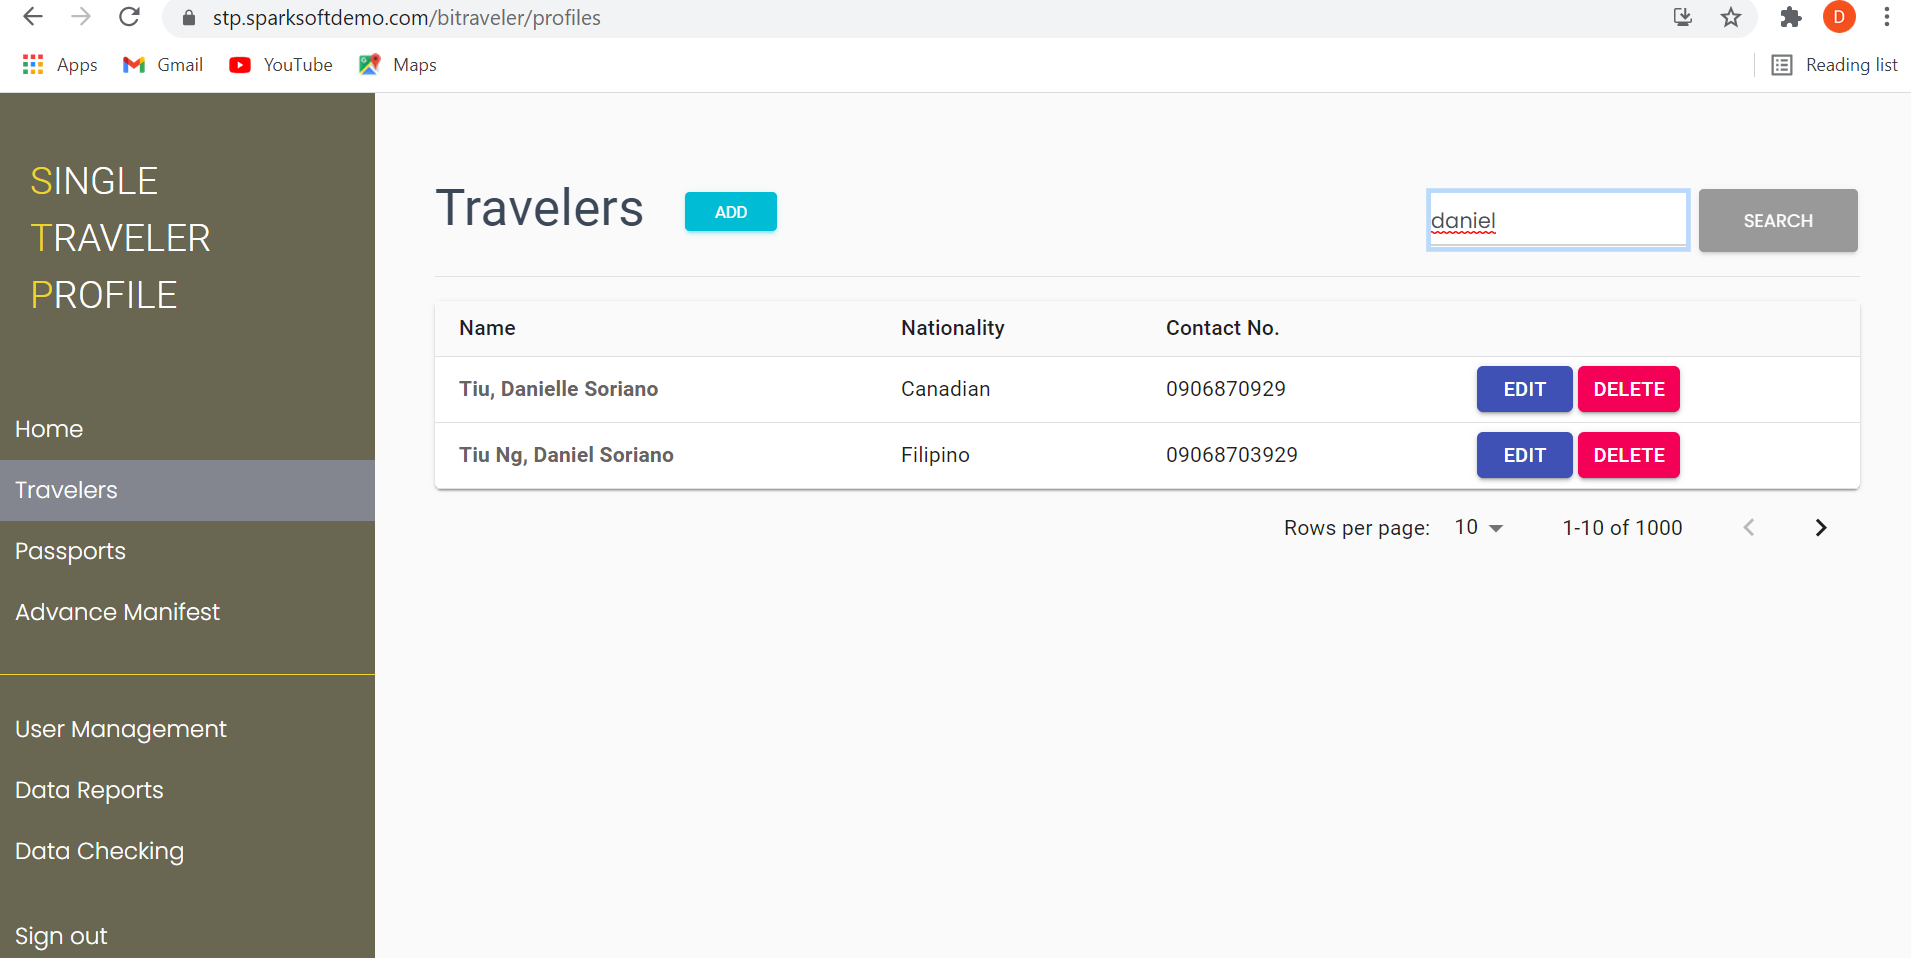 stp.sparksoftdemo.com/bitraveler/profiles
D
Apps Gmail YouTube Maps Reading list
SINGLE
TRAVELER
PROFILE
Home
Travelers
Passports
Advance Manifest
User Management
Data Reports
Data Checking
Sign out
Travelers ADD daniel SEARCH
Name Nationality Contact No.
Tiu, Danielle Soriano Canadian 0906870929 EDIT DELETE
Tiu Ng, Daniel Soriano Filipino 09068703929 EDIT DELETE
Rows per page: 10 1-10 of 1000